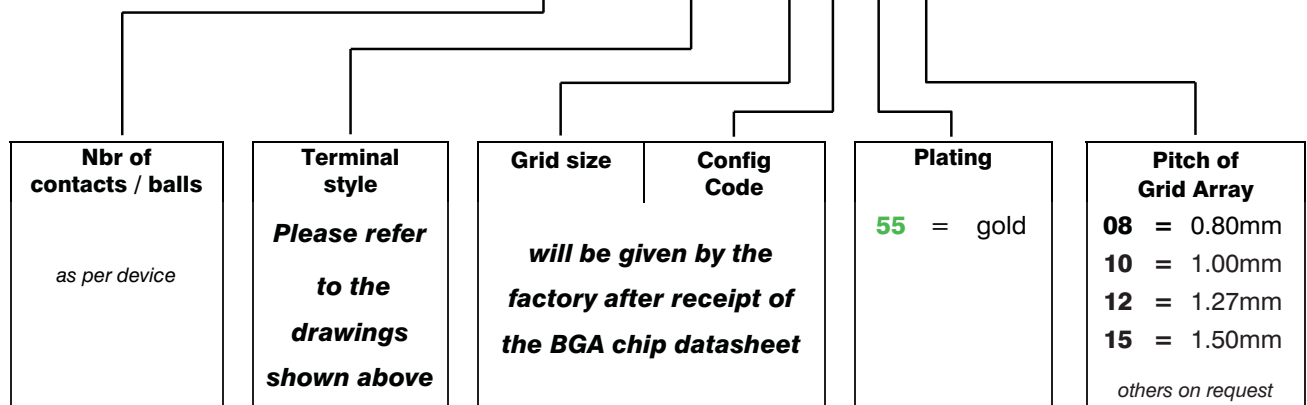 Nbr of
contacts / balls
as per device
Terminal
style
Please refer
to the
drawings
shown above
Grid size
Config
Code
will be given by the
factory after receipt of
the BGA chip datasheet
Plating
55 = gold
Pitch of
Grid Array
08 = 0.80mm
10 = 1.00mm
12 = 1.27mm
15 = 1.50mm
others on request